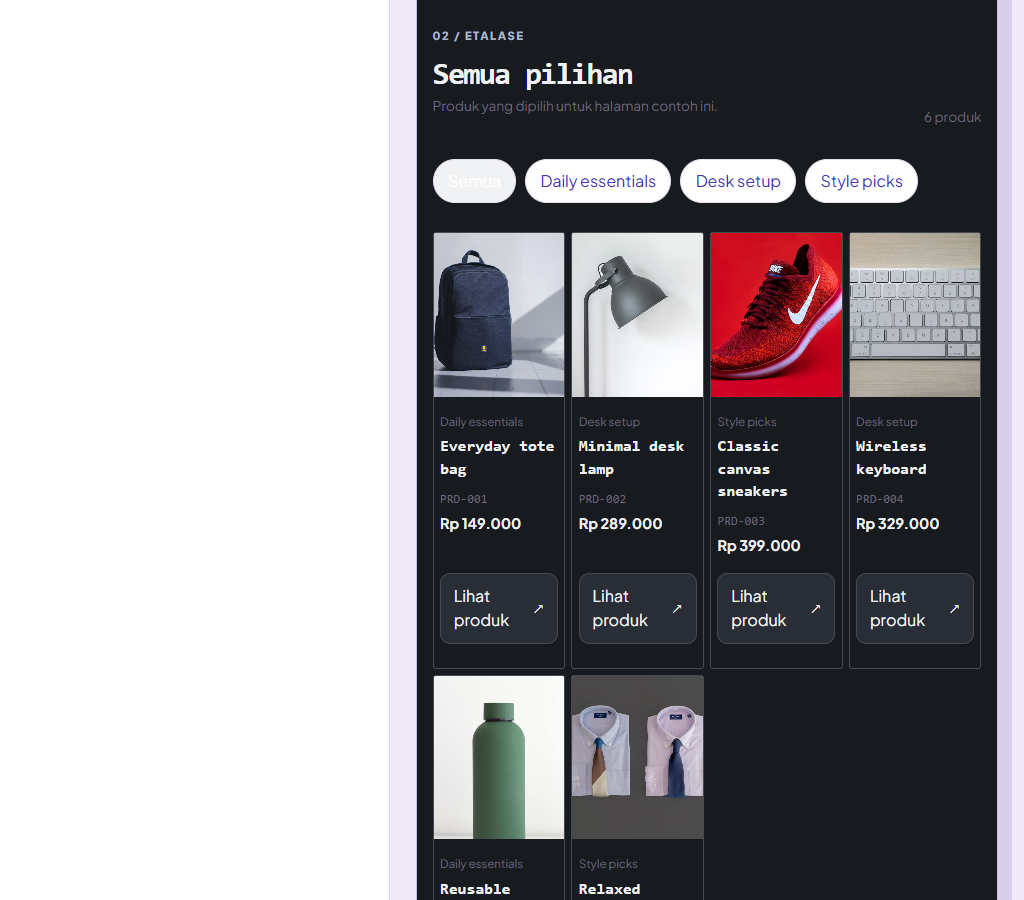 02 / ETALASE
Semua pilihan
Produk yang dipilih untuk halaman contoh ini.
6 produk
Semua
Daily essentials
Desk setup
Style picks
Daily essentials
Everyday tote
bag
PRD-001
Rp 149.000
Lihat
produk ↗
Desk setup
Minimal desk
lamp
PRD-002
Rp 289.000
Lihat
produk ↗
NIKE
Style picks
Classic
canvas
sneakers
PRD-003
Rp 399.000
Lihat
produk ↗
Desk setup
Wireless
keyboard
PRD-004
Rp 329.000
Lihat
produk ↗
Daily essentials
Reusable
Style picks
Relaxed